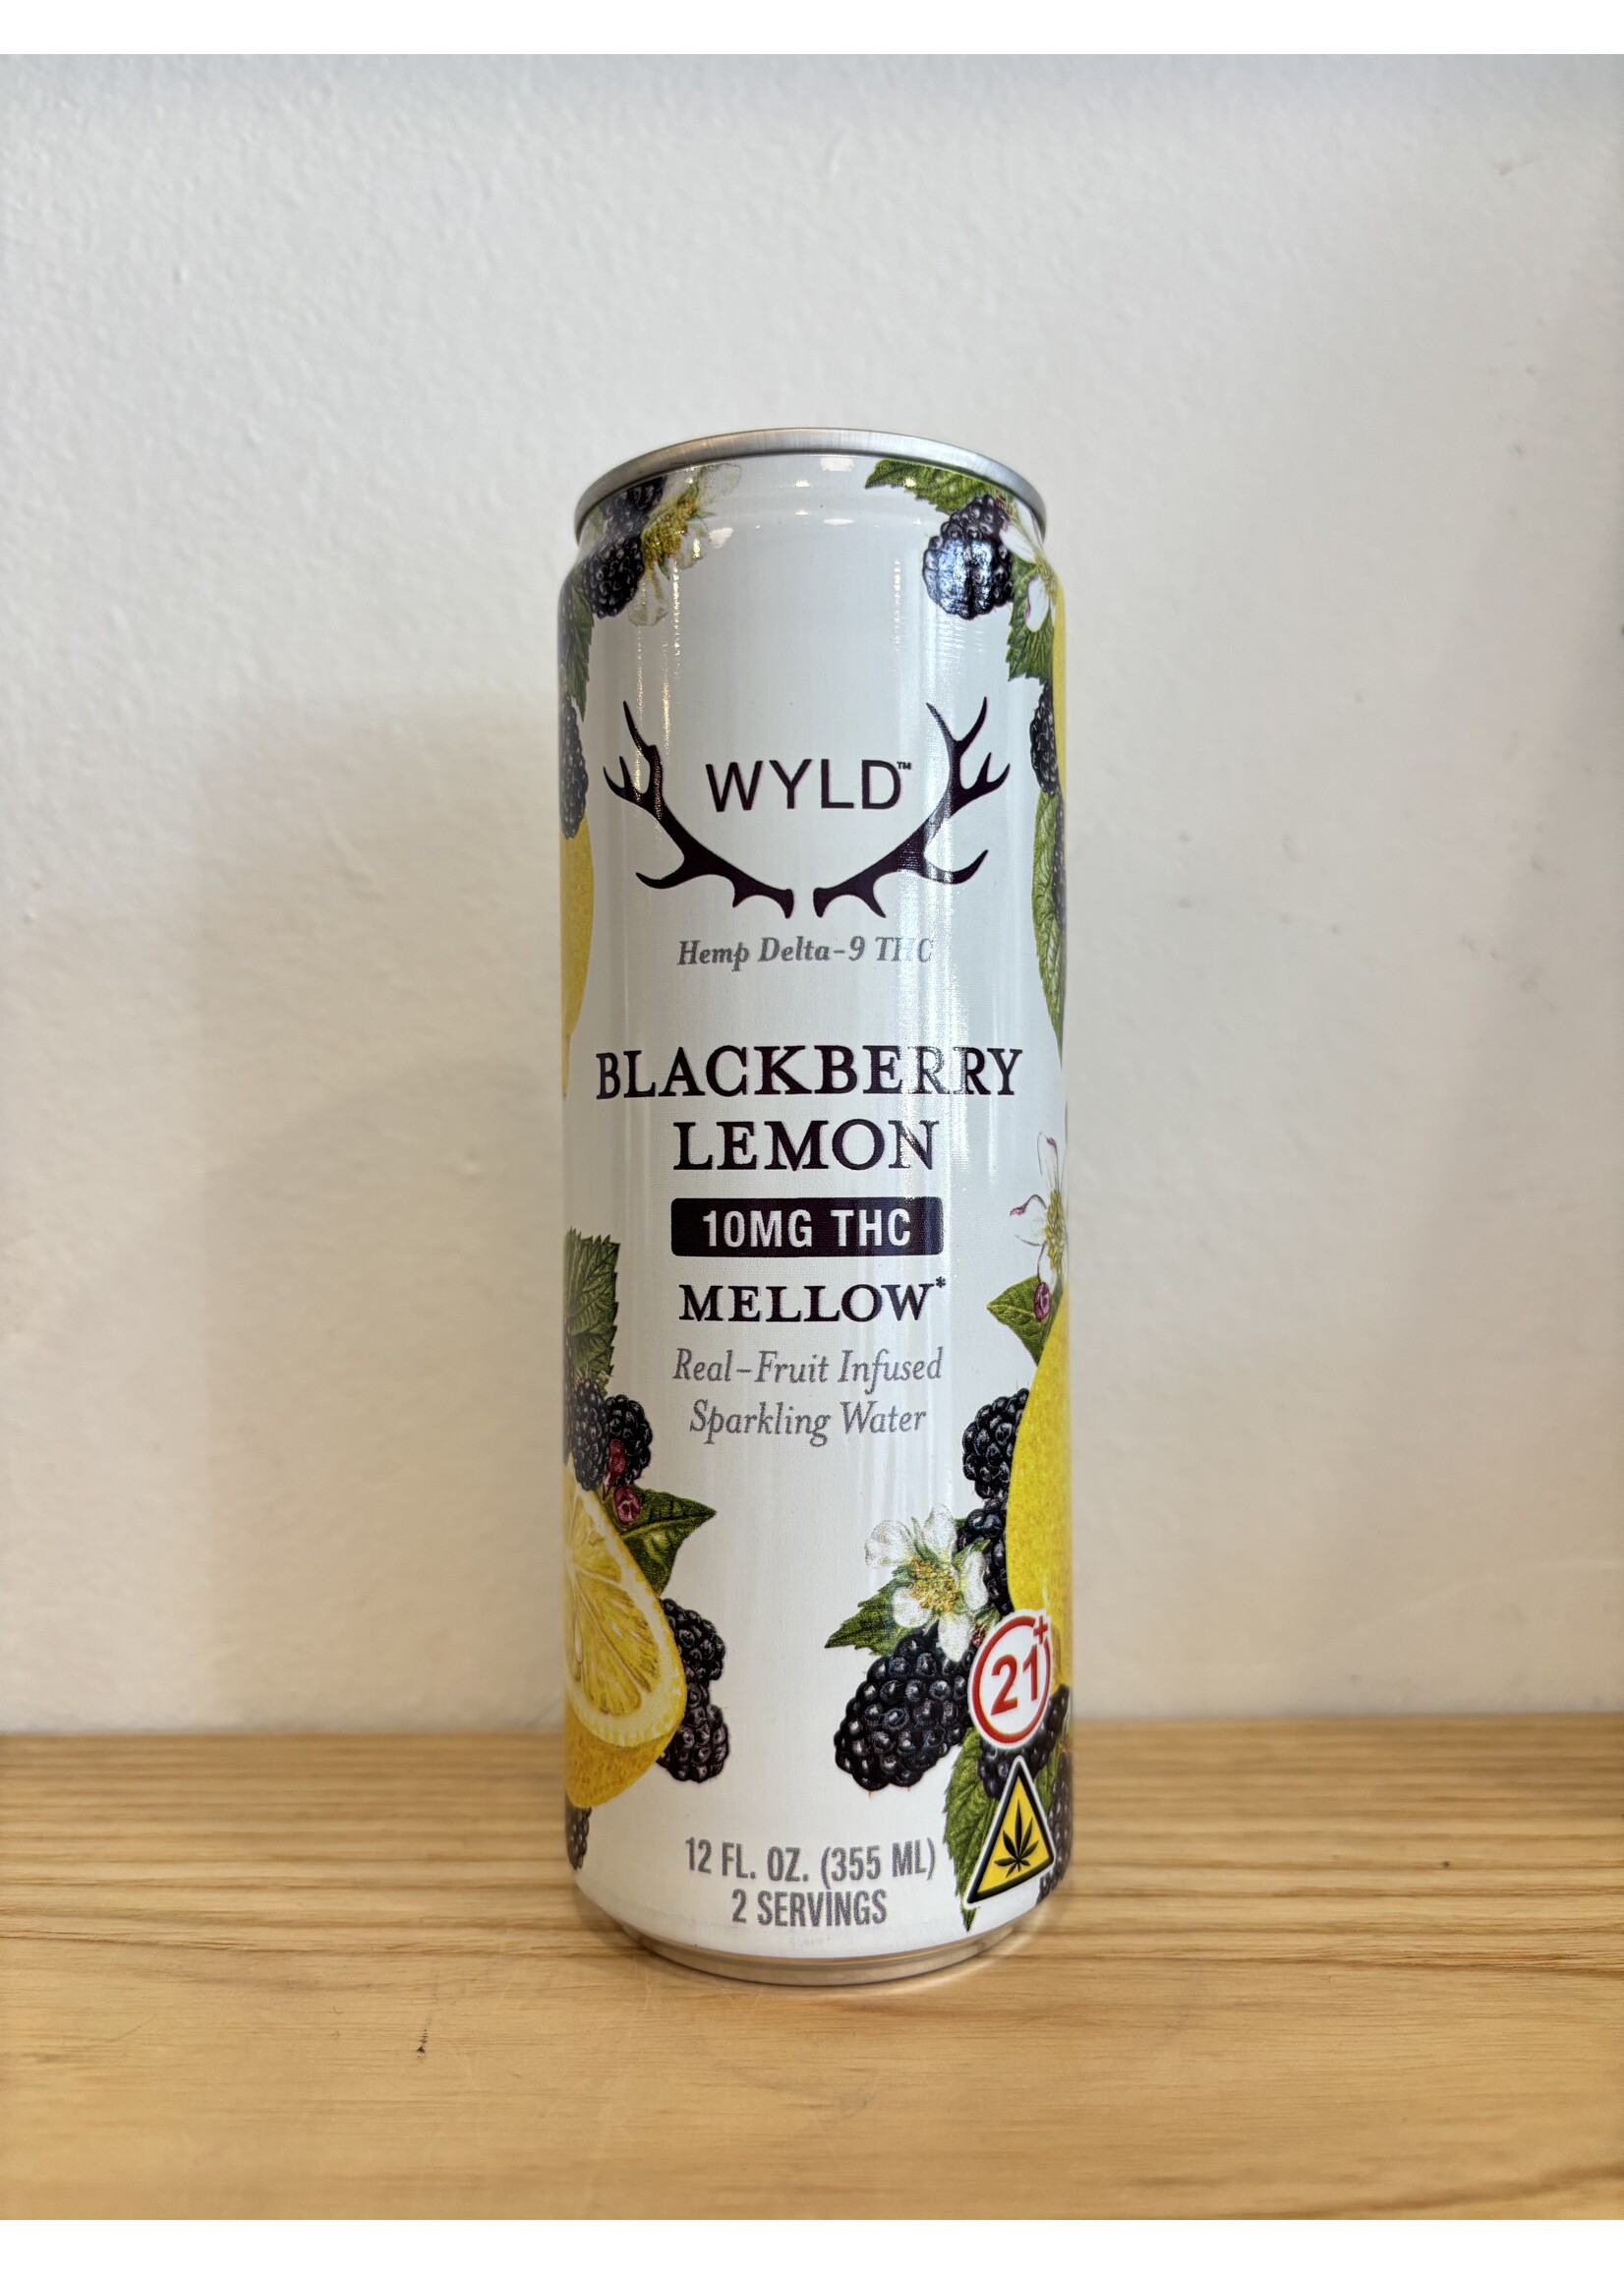 WYLD™
Hemp Delta-9 THC
BLACKBERRY
LEMON
10MG THC
MELLOW*
Real-Fruit Infused
Sparkling Water
21+
12 FL. OZ. (355 ML)
2 SERVINGS